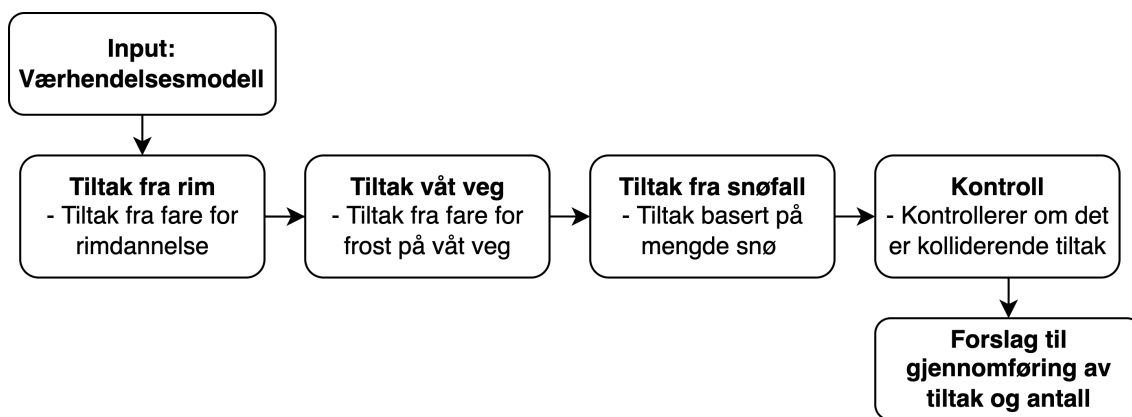 Input:
Værhendelsesmodell
Tiltak fra rim
- Tiltak fra fare for
rimdannelse
Tiltak våt veg
- Tiltak fra fare for
frost på våt veg
Tiltak fra snøfall
- Tiltak basert på
mengde snø
Kontroll
- Kontrollerer om det
er kolliderende tiltak
Forslag til
gjennomføring av
tiltak og antall